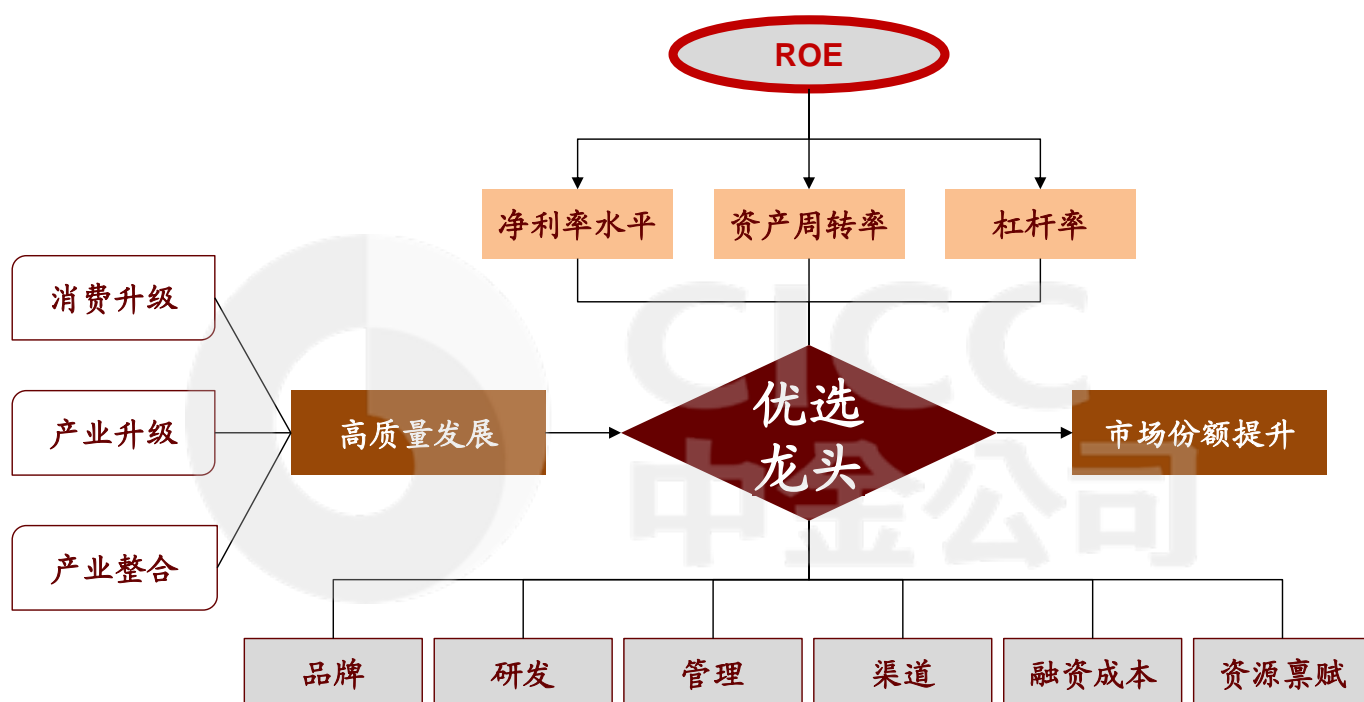 ROE
净利率水平
资产周转率
杠杆率
消费升级
产业升级
产业整合
高质量发展
优选
龙头
市场份额提升
CICC
中金公司
品牌
研发
管理
渠道
融资成本
资源禀赋